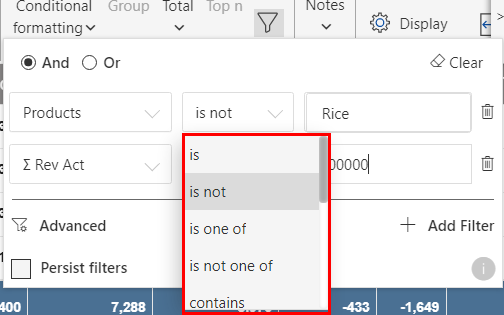 Conditional formatting
Group
Total
Top n
Notes
Display
And
Or
Clear
Products
is not
Rice
Σ Rev Act
00000
is
is not
is one of
is not one of
contains
Advanced
Add Filter
Persist filters
400
7,288
-433
-1,649